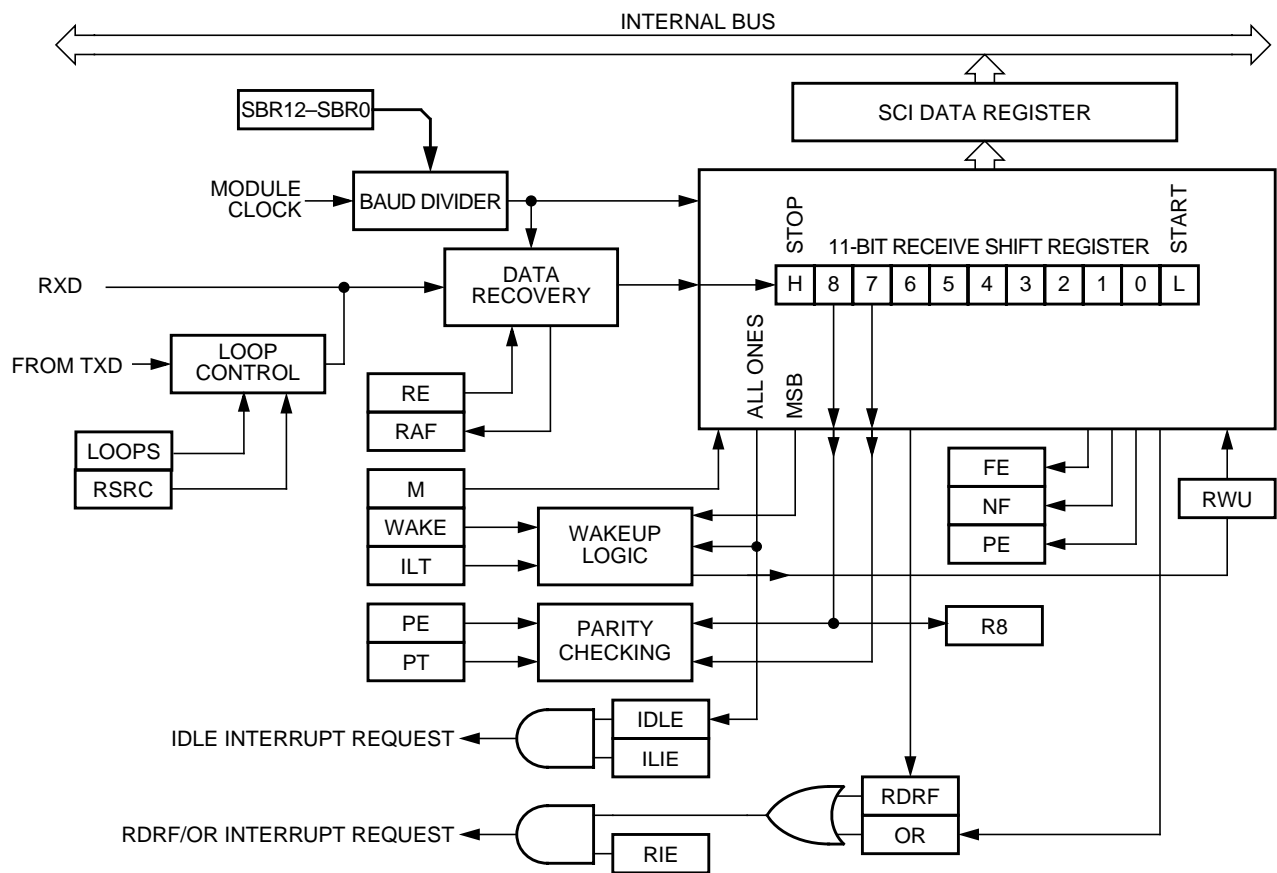 INTERNAL BUS
SBR12–SBR0
SCI DATA REGISTER
MODULE
CLOCK
BAUD DIVIDER
STOP
11-BIT RECEIVE SHIFT REGISTER
START
RXD
DATA
RECOVERY
H 8 7 6 5 4 3 2 1 0 L
FROM TXD
LOOP
CONTROL
ALL ONES
MSB
RE
RAF
LOOPS
RSRC
M
WAKE
ILT
WAKEUP
LOGIC
FE
NF
PE
RWU
PE
PT
PARITY
CHECKING
R8
IDLE INTERRUPT REQUEST
IDLE
ILIE
RDRF/OR INTERRUPT REQUEST
RIE
RDRF
OR